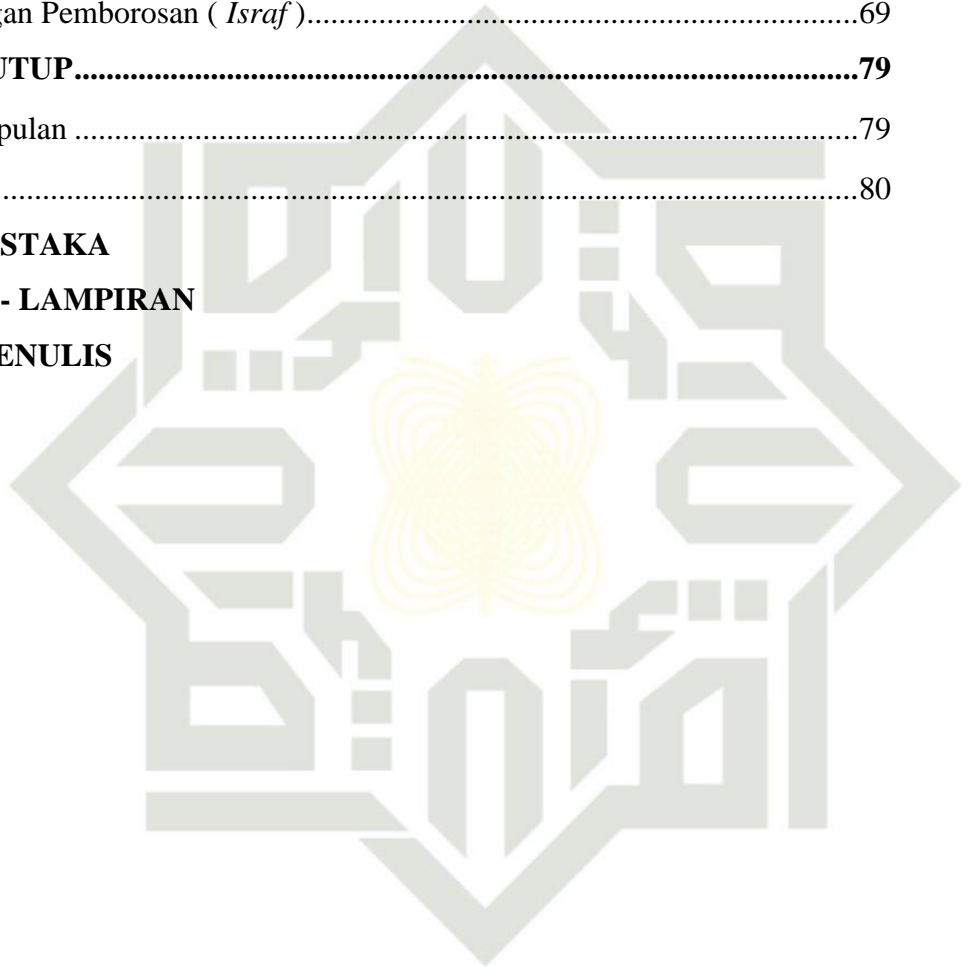 gan Pemborosan ( Israf )....................................................................69
UTUP...................................................................................................79
pulan ...................................................................................................79
............................................................................................................80
STAKA
- LAMPIRAN
ENULIS